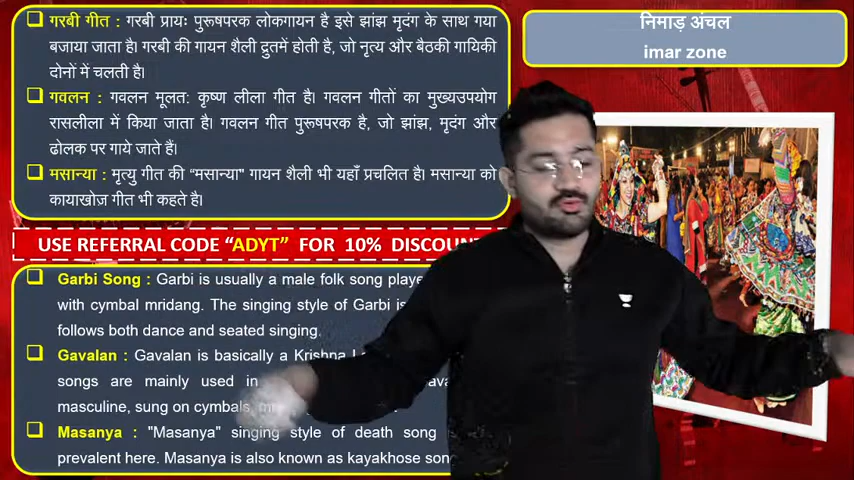 गरबी गीत : गरबी प्रायः पुरूषपरक लोकगायन है इसे झांझ मृदंग के साथ गया
बजाया जाता है। गरबी की गायन शैली द्रुतमें होती है, जो नृत्य और बैठकी गायिकी
दोनों में चलती है।
गवलन : गवलन मूलत: कृष्ण लीला गीत है। गवलन गीतों का मुख्यउपयोग
रासलीला में किया जाता है। गवलन गीत पुरूषपरक है, जो झांझ, मृदंग और
ढोलक पर गाये जाते हैं।
मसान्या : मृत्यु गीत की “मसान्या" गायन शैली भी यहाँ प्रचलित है। मसान्या को
कायाखोज गीत भी कहते है।
निमाड़ अंचल
imar zone
USE REFERRAL CODE “ADYT” FOR 10% DISCOUNT
Garbi Song : Garbi is usually a male folk song playe
with cymbal mridang. The singing style of Garbi is
follows both dance and seated singing.
Gavalan : Gavalan is basically a Krishna
songs are mainly used in
masculine, sung on cymbals,
Masanya : "Masanya" singing style of death song
prevalent here. Masanya is also known as kayakhose son